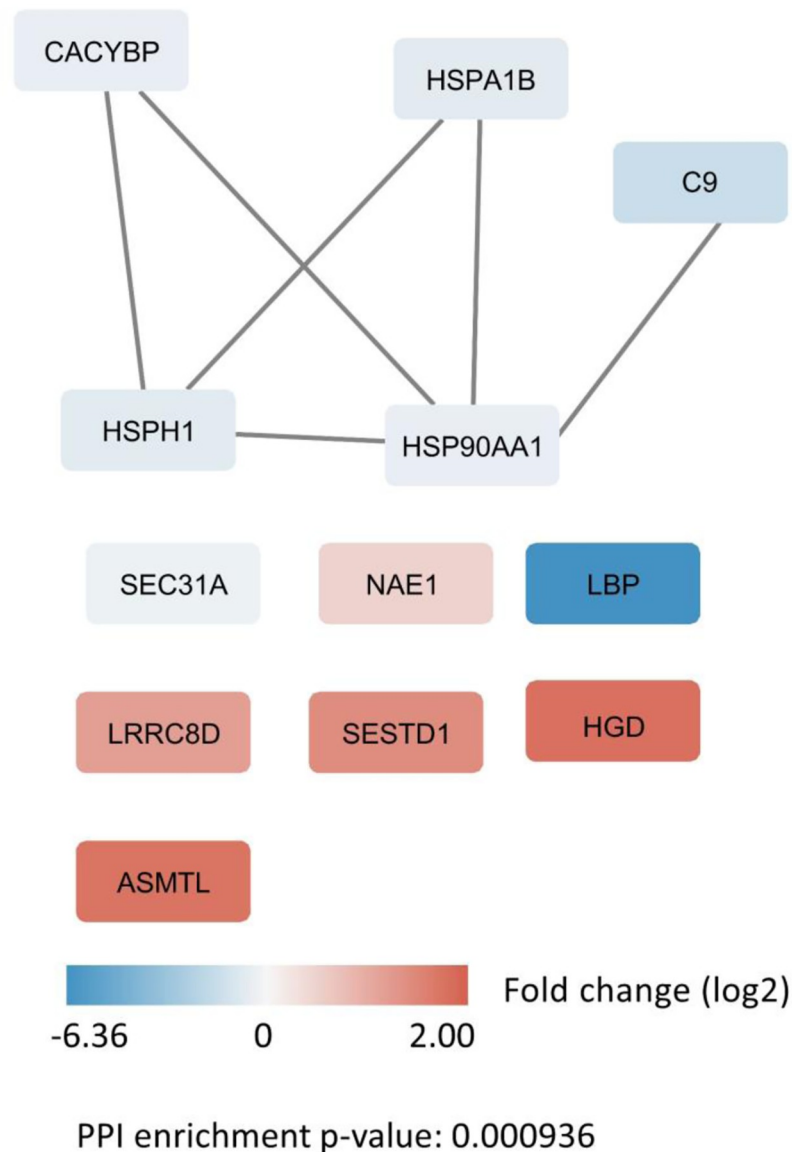 CACYBP
HSPA1B
C9
HSPH1
HSP90AA1
SEC31A NAE1 LBP
LRRC8D SESTD1 HGD
ASMTL
Fold change (log2)
-6.36 0 2.00
PPI enrichment p-value: 0.000936